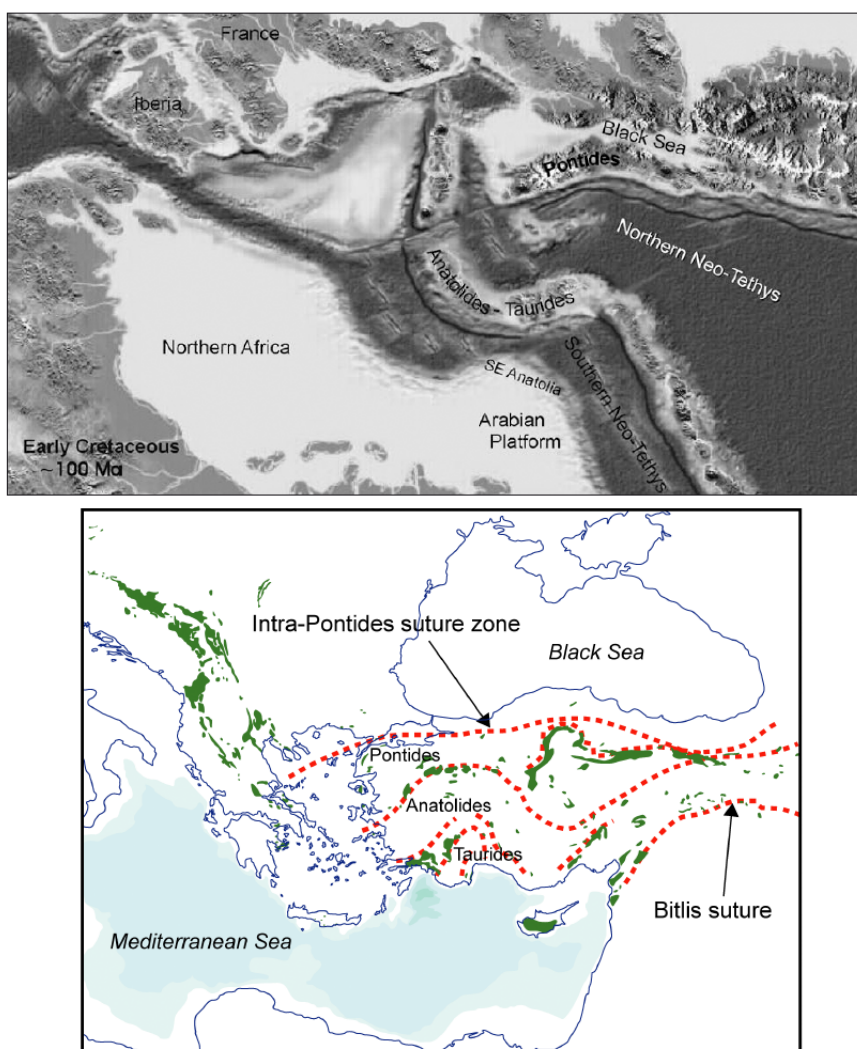 France
Iberia
Black Sea
Pontides
Northern Neo-Tethys
Anatolides - Taurides
Northern Africa
SE Anatolia
Southern Neo-Tethys
Arabian
Platform
Early Cretaceous
~100 Ma
Intra-Pontides suture zone
Black Sea
Pontides
Anatolides
Taurides
Bitlis suture
Mediterranean Sea